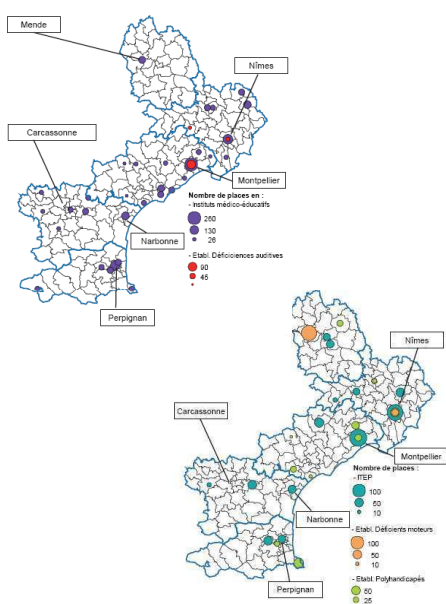 Mende
Nîmes
Carcassonne
Montpellier
Nombre de places en :
- Instituts médico-éducatifs
260
130
26
Narbonne
- Etabl. Déficiences auditives
90
45
Perpignan
Nîmes
Carcassonne
Montpellier
Nombre de places :
- ITEP
100
50
10
Narbonne
- Etabl. Déficients moteurs
100
50
10
Perpignan
- Etabl. Polyhandicapés
50
25